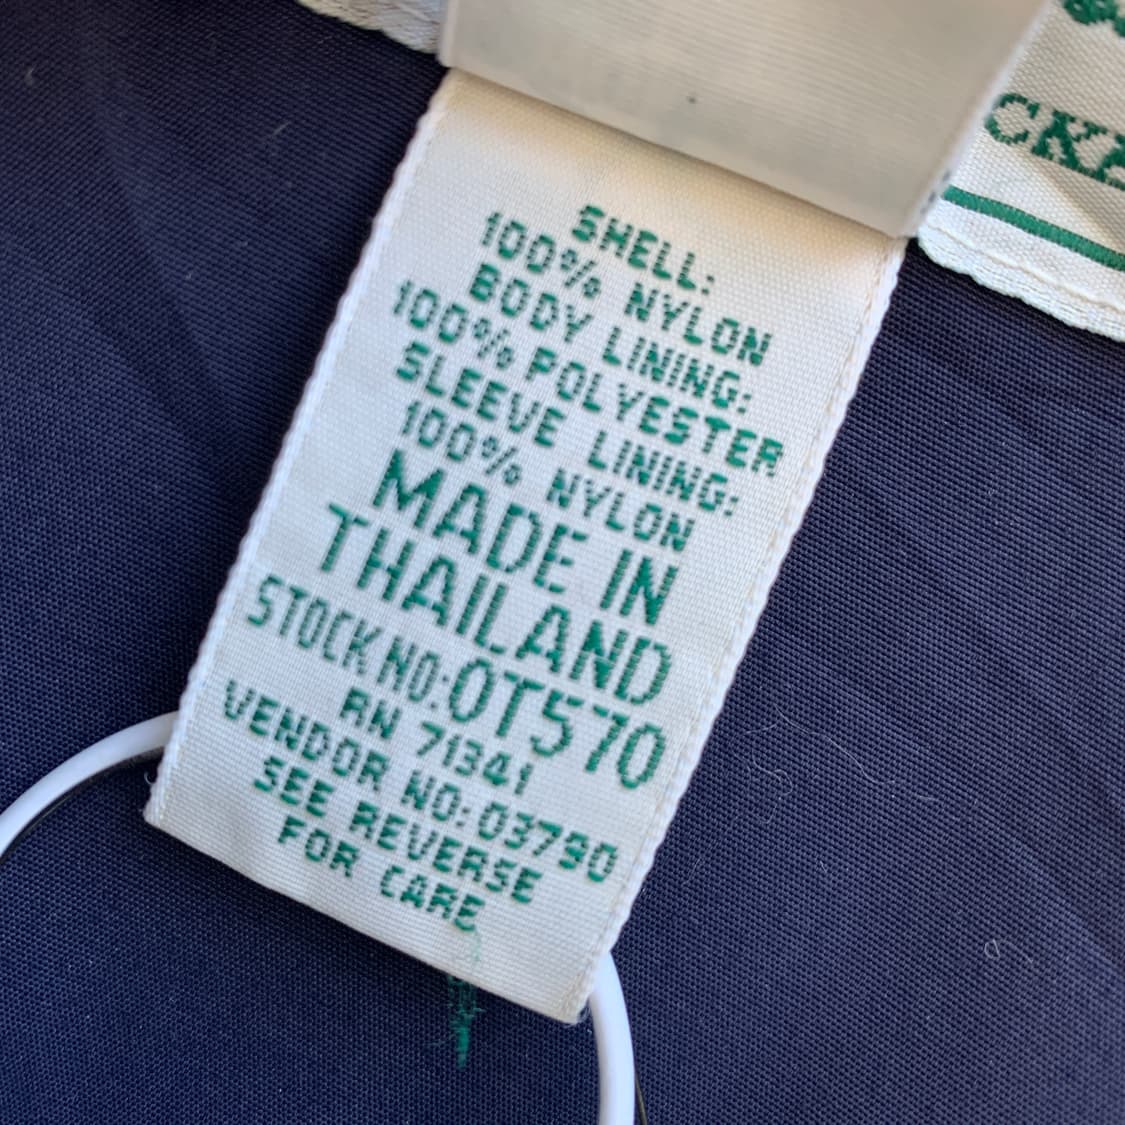 SHELL:
100% NYLON
BODY LINING:
100% POLYESTER
SLEEVE LINING:
100% NYLON
MADE IN
THAILAND
STOCK NO:0T570
RN 71341
VENDOR NO:03790
SEE REVERSE
FOR CARE